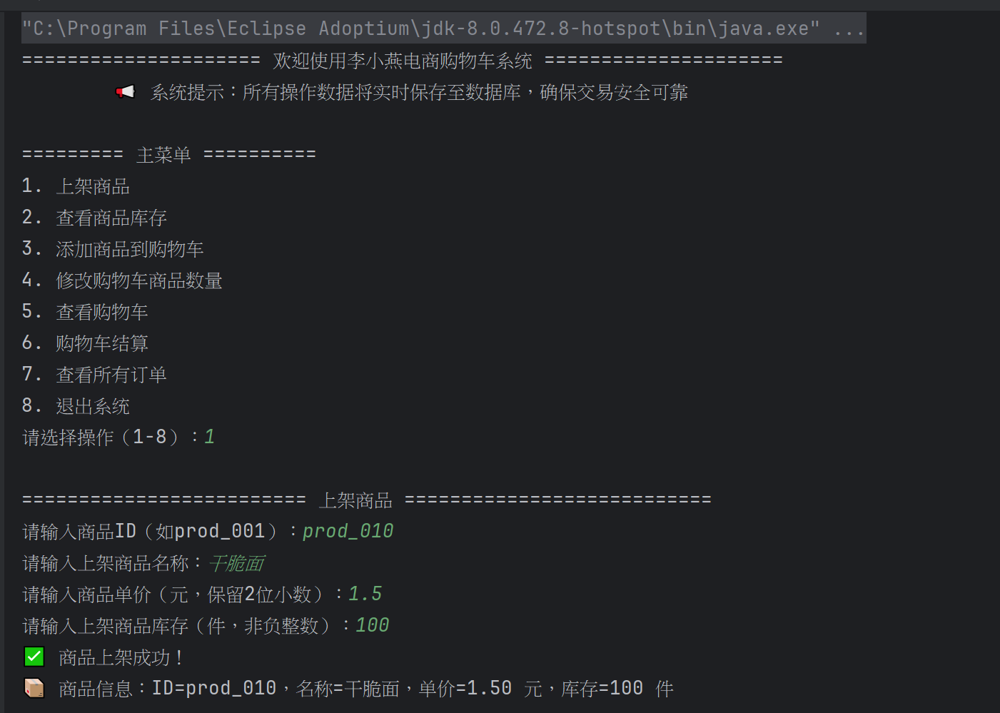 "C:\Program Files\Eclipse Adoptium\jdk-8.0.472.8-hotspot\bin\java.exe" ...
===================== 欢迎使用李小燕电商购物车系统 =====================
📢 系统提示：所有操作数据将实时保存至数据库，确保交易安全可靠
========= 主菜单 ==========
1. 上架商品
2. 查看商品库存
3. 添加商品到购物车
4. 修改购物车商品数量
5. 查看购物车
6. 购物车结算
7. 查看所有订单
8. 退出系统
请选择操作（1-8）：1
========================= 上架商品 ===========================
请输入商品ID（如prod_001）：prod_010
请输入上架商品名称：干脆面
请输入商品单价（元，保留2位小数）：1.5
请输入上架商品库存（件，非负整数）：100
✅ 商品上架成功！
📦 商品信息：ID=prod_010，名称=干脆面，单价=1.50 元，库存=100 件